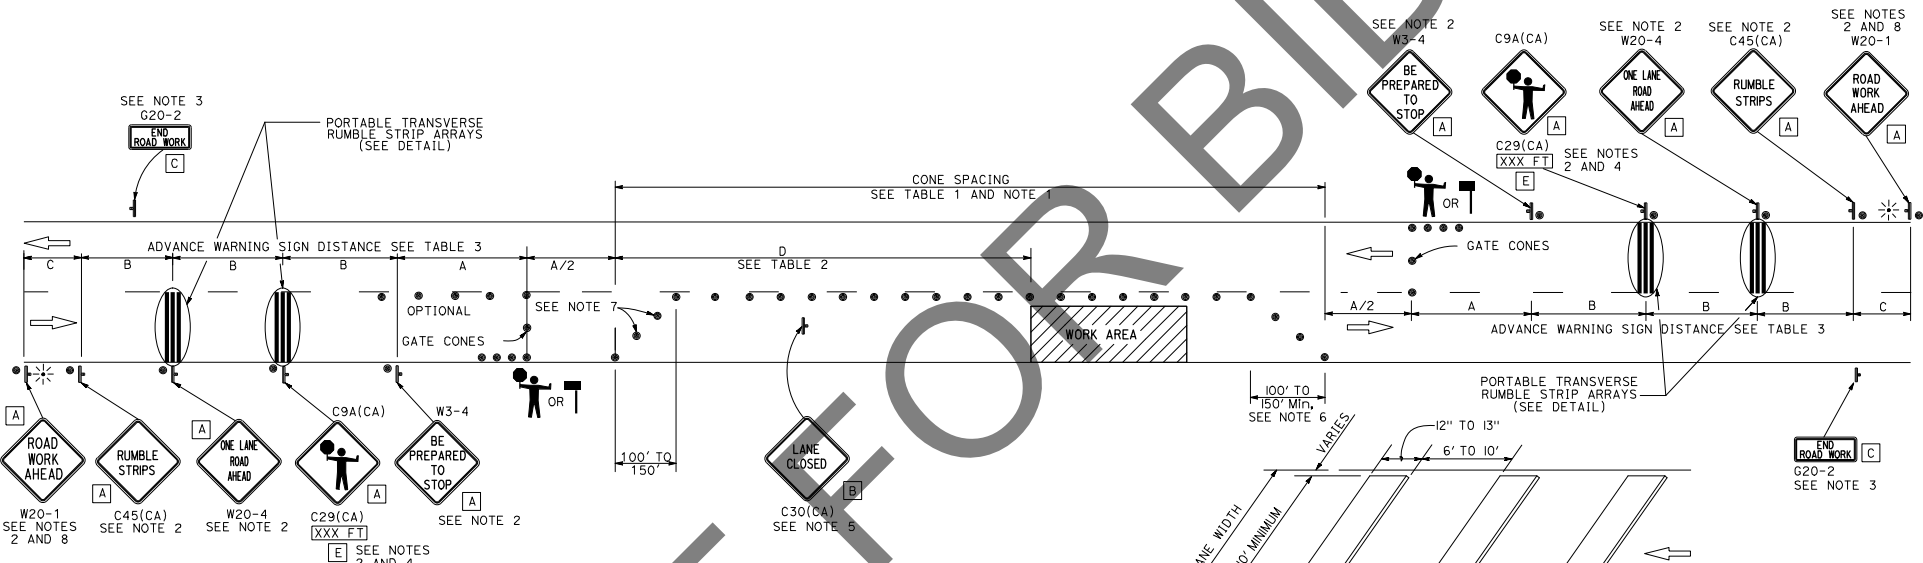 SEE NOTE 3
G20-2
END
ROAD WORK
C
PORTABLE TRANSVERSE
RUMBLE STRIP ARRAYS
(SEE DETAIL)
CONE SPACING
SEE TABLE 1 AND NOTE 1
SEE NOTE 2
W3-4
BE
PREPARED
TO
STOP
A
C9A(CA)
A
C29(CA)
XXX FT
SEE NOTES
2 AND 4
E
SEE NOTE 2
W20-4
ONE LANE
ROAD
AHEAD
A
SEE NOTE 2
C45(CA)
RUMBLE
STRIPS
A
SEE NOTES
2 AND 8
W20-1
ROAD
WORK
AHEAD
A
OR
GATE CONES
ADVANCE WARNING SIGN DISTANCE SEE TABLE 3
C
B
B
B
A
A/2
D
SEE TABLE 2
OPTIONAL
GATE CONES
SEE NOTE 7
WORK AREA
A/2
A
B
B
B
C
ADVANCE WARNING SIGN DISTANCE SEE TABLE 3
OR
A
ROAD
WORK
AHEAD
W20-1
SEE NOTES
2 AND 8
RUMBLE
STRIPS
A
C45(CA)
SEE NOTE 2
A
ONE LANE
ROAD
AHEAD
W20-4
SEE NOTE 2
C9A(CA)
A
C29(CA)
XXX FT
E
SEE NOTES
2 AND 4
W3-4
BE
PREPARED
TO
STOP
A
SEE NOTE 2
100' TO
150'
LANE
CLOSED
B
C30(CA)
SEE NOTE 5
100' TO
150' Min,
SEE NOTE 6
PORTABLE TRANSVERSE
RUMBLE STRIP ARRAYS
(SEE DETAIL)
END
ROAD WORK
C
G20-2
SEE NOTE 3
VARIES
12" TO 13"
6' TO 10'
WIDTH
MINIMUM
FOR BID